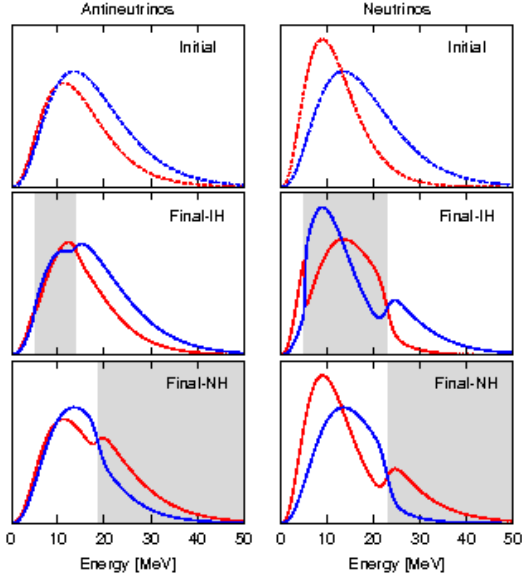 Antineutrinos
Neutrinos
Initial
Initial
Final-IH
Final-IH
Final-NH
Final-NH
0 10 20 30 40 50
0 10 20 30 40 50
Energy [MeV]
Energy [MeV]